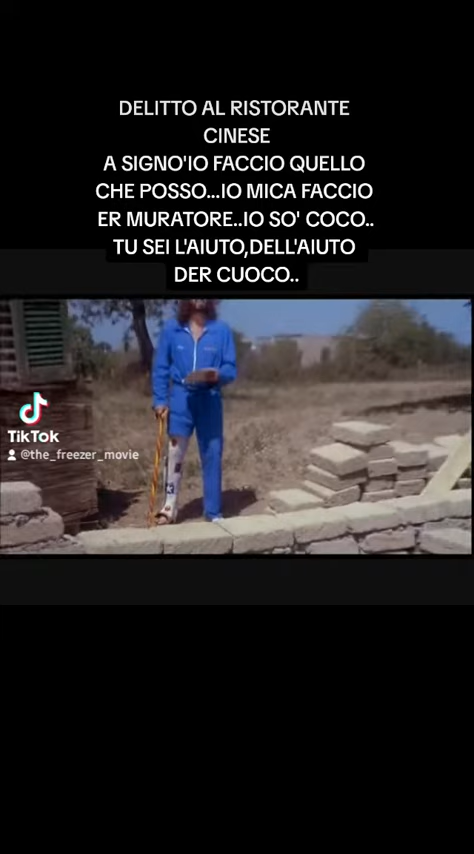 DELITTO AL RISTORANTE
CINESE
A SIGNO'IO FACCIO QUELLO
CHE POSSO...IO MICA FACCIO
ER MURATORE..IO SO' COCO..
TU SEI L'AIUTO,DELL'AIUTO
DER CUOCO..
TikTok
@the_freezer_movie